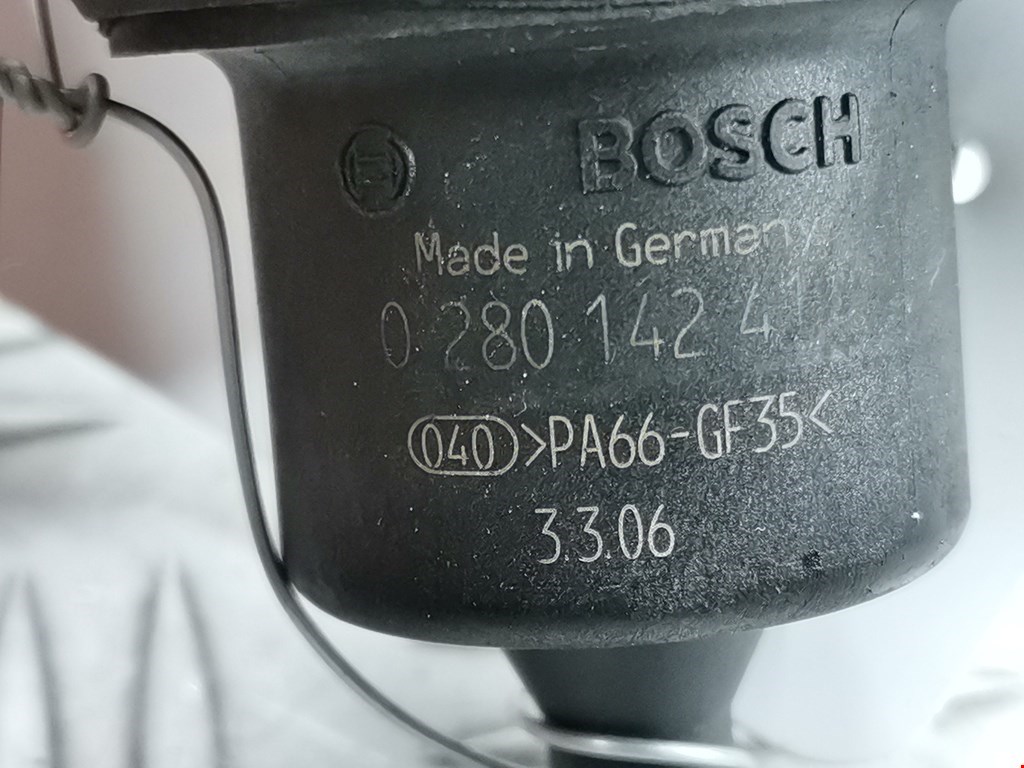 BOSCH
Made in Germany
0 280 142 4
040 >PA66-GF35<
3.3.06